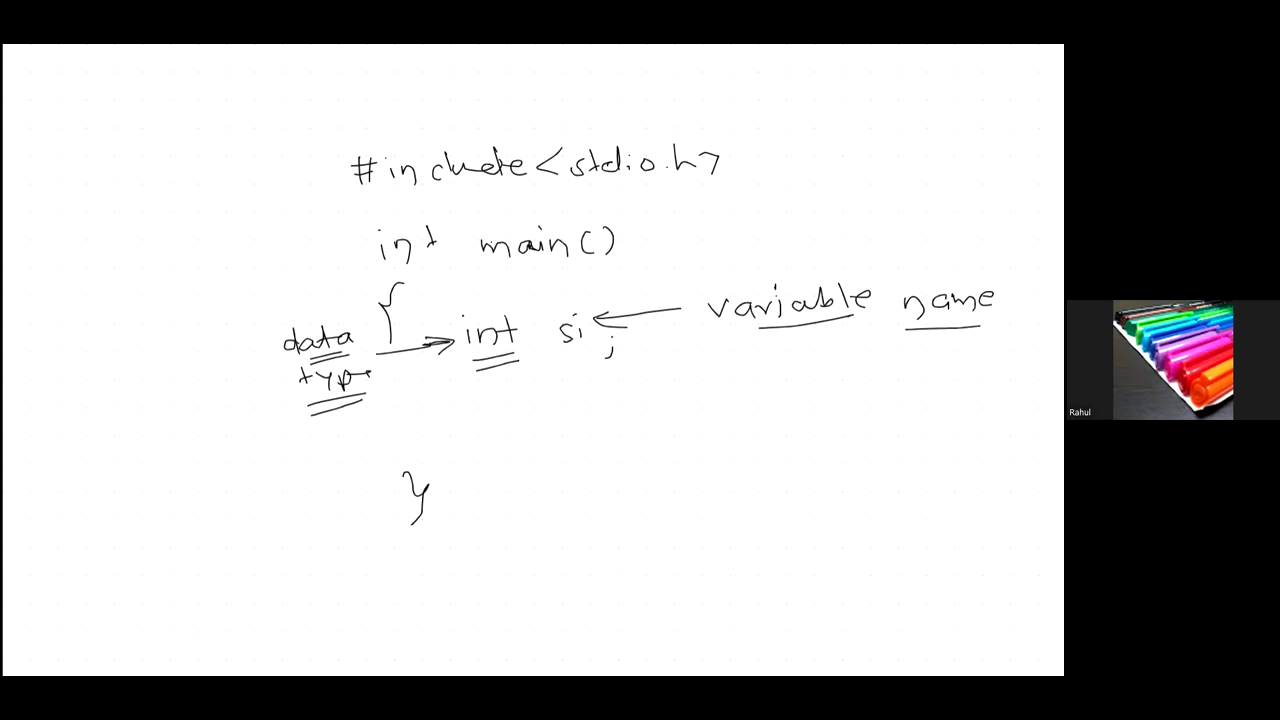 #include<stdio.h>
int main()
{
data type → int si; ← variable name
}
Rahul